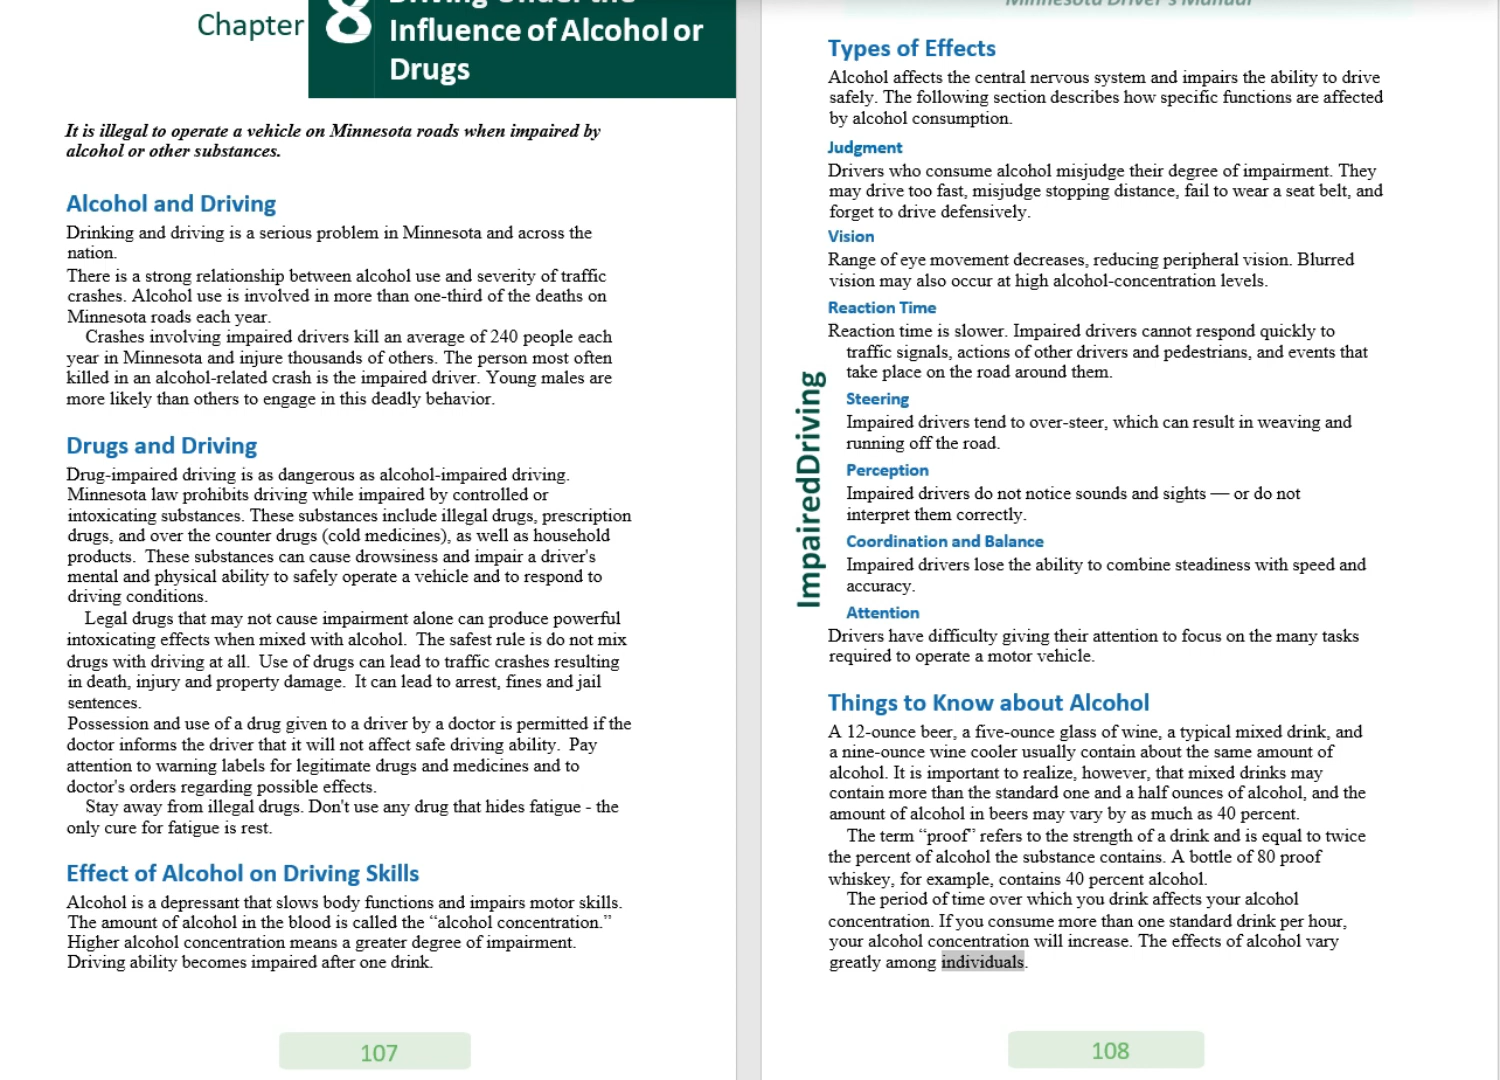 Chapter
8
Driving Under the
Influence of Alcohol or
Drugs
It is illegal to operate a vehicle on Minnesota roads when impaired by
alcohol or other substances.
Alcohol and Driving
Drinking and driving is a serious problem in Minnesota and across the
nation.
There is a strong relationship between alcohol use and severity of traffic
crashes. Alcohol use is involved in more than one-third of the deaths on
Minnesota roads each year.
Crashes involving impaired drivers kill an average of 240 people each
year in Minnesota and injure thousands of others. The person most often
killed in an alcohol-related crash is the impaired driver. Young males are
more likely than others to engage in this deadly behavior.
Drugs and Driving
Drug-impaired driving is as dangerous as alcohol-impaired driving.
Minnesota law prohibits driving while impaired by controlled or
intoxicating substances. These substances include illegal drugs, prescription
drugs, and over the counter drugs (cold medicines), as well as household
products. These substances can cause drowsiness and impair a driver's
mental and physical ability to safely operate a vehicle and to respond to
driving conditions.
Legal drugs that may not cause impairment alone can produce powerful
intoxicating effects when mixed with alcohol. The safest rule is do not mix
drugs with driving at all. Use of drugs can lead to traffic crashes resulting
in death, injury and property damage. It can lead to arrest, fines and jail
sentences.
Possession and use of a drug given to a driver by a doctor is permitted if the
doctor informs the driver that it will not affect safe driving ability. Pay
attention to warning labels for legitimate drugs and medicines and to
doctor's orders regarding possible effects.
Stay away from illegal drugs. Don't use any drug that hides fatigue - the
only cure for fatigue is rest.
Effect of Alcohol on Driving Skills
Alcohol is a depressant that slows body functions and impairs motor skills.
The amount of alcohol in the blood is called the “alcohol concentration.”
Higher alcohol concentration means a greater degree of impairment.
Driving ability becomes impaired after one drink.
107
Minnesota Driver's Manual
Types of Effects
Alcohol affects the central nervous system and impairs the ability to drive
safely. The following section describes how specific functions are affected
by alcohol consumption.
Judgment
Drivers who consume alcohol misjudge their degree of impairment. They
may drive too fast, misjudge stopping distance, fail to wear a seat belt, and
forget to drive defensively.
Vision
Range of eye movement decreases, reducing peripheral vision. Blurred
vision may also occur at high alcohol-concentration levels.
Reaction Time
Reaction time is slower. Impaired drivers cannot respond quickly to
traffic signals, actions of other drivers and pedestrians, and events that
take place on the road around them.
Steering
Impaired drivers tend to over-steer, which can result in weaving and
running off the road.
Perception
Impaired drivers do not notice sounds and sights — or do not
interpret them correctly.
Coordination and Balance
Impaired drivers lose the ability to combine steadiness with speed and
accuracy.
Attention
Drivers have difficulty giving their attention to focus on the many tasks
required to operate a motor vehicle.
ImpairedDriving
Things to Know about Alcohol
A 12-ounce beer, a five-ounce glass of wine, a typical mixed drink, and
a nine-ounce wine cooler usually contain about the same amount of
alcohol. It is important to realize, however, that mixed drinks may
contain more than the standard one and a half ounces of alcohol, and the
amount of alcohol in beers may vary by as much as 40 percent.
The term “proof” refers to the strength of a drink and is equal to twice
the percent of alcohol the substance contains. A bottle of 80 proof
whiskey, for example, contains 40 percent alcohol.
The period of time over which you drink affects your alcohol
concentration. If you consume more than one standard drink per hour,
your alcohol concentration will increase. The effects of alcohol vary
greatly among individuals.
108